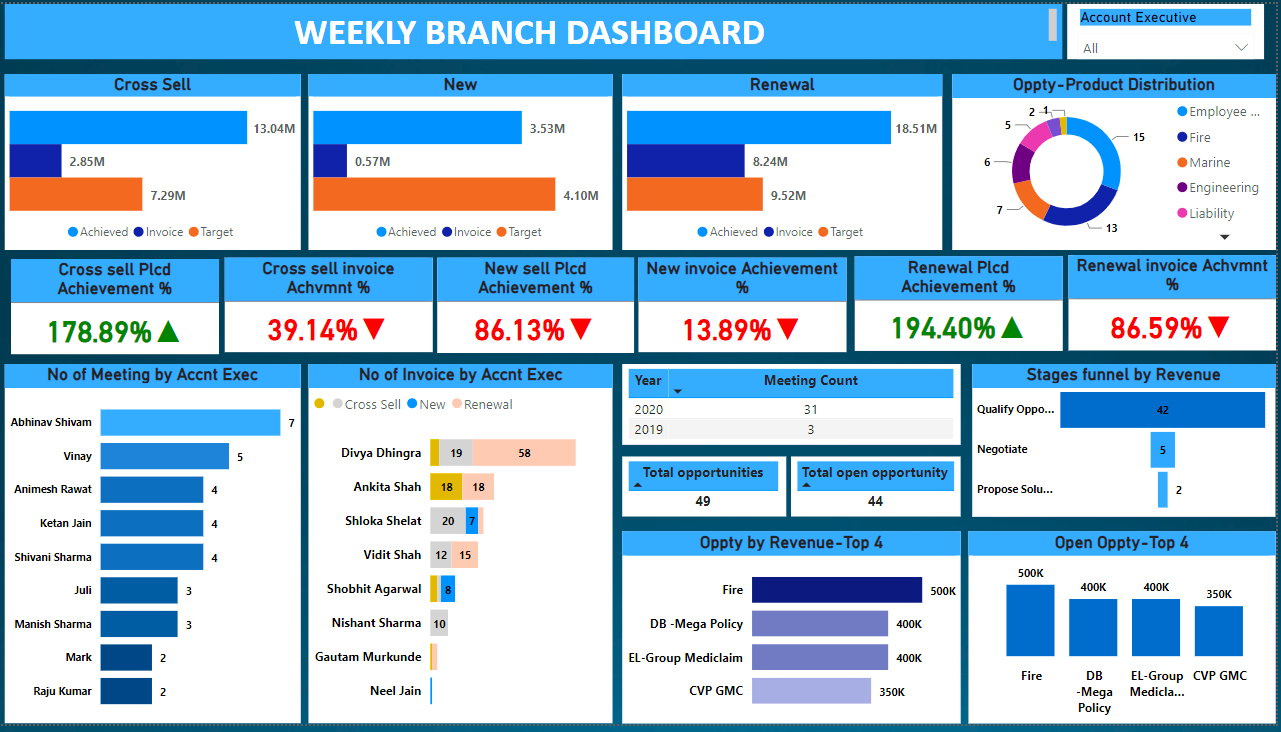 WEEKLY BRANCH DASHBOARD
Account Executive
All
Cross Sell
13.04M
2.85M
7.29M
Achieved Invoice Target
New
3.53M
0.57M
4.10M
Achieved Invoice Target
Renewal
18.51M
8.24M
9.52M
Achieved Invoice Target
Oppty-Product Distribution
15
13
7
6
5
2
1
Employee ...
Fire
Marine
Engineering
Liability
Cross sell Plcd
Achievement %
178.89%
Cross sell invoice
Achvmnt %
39.14%
New sell Plcd
Achievement %
86.13%
New invoice Achievement
%
13.89%
Renewal Plcd
Achievement %
194.40%
Renewal invoice Achvmnt
%
86.59%
No of Meeting by Accnt Exec
Abhinav Shivam 7
Vinay 5
Animesh Rawat 4
Ketan Jain 4
Shivani Sharma 4
Juli 3
Manish Sharma 3
Mark 2
Raju Kumar 2
No of Invoice by Accnt Exec
Cross Sell New Renewal
Divya Dhingra 19 58
Ankita Shah 18 18
Shloka Shelat 20 7
Vidit Shah 12 15
Shobhit Agarwal 8
Nishant Sharma 10
Gautam Murkunde
Neel Jain
Year Meeting Count
2020 31
2019 3
Total opportunities
49
Total open opportunity
44
Stages funnel by Revenue
Qualify Oppo... 42
Negotiate 5
Propose Solu... 2
Oppty by Revenue-Top 4
Fire 500K
DB -Mega Policy 400K
EL-Group Mediclaim 400K
CVP GMC 350K
Open Oppty-Top 4
500K
400K
400K
350K
Fire
DB
-Mega
Policy
EL-Group
Medicla...
CVP GMC